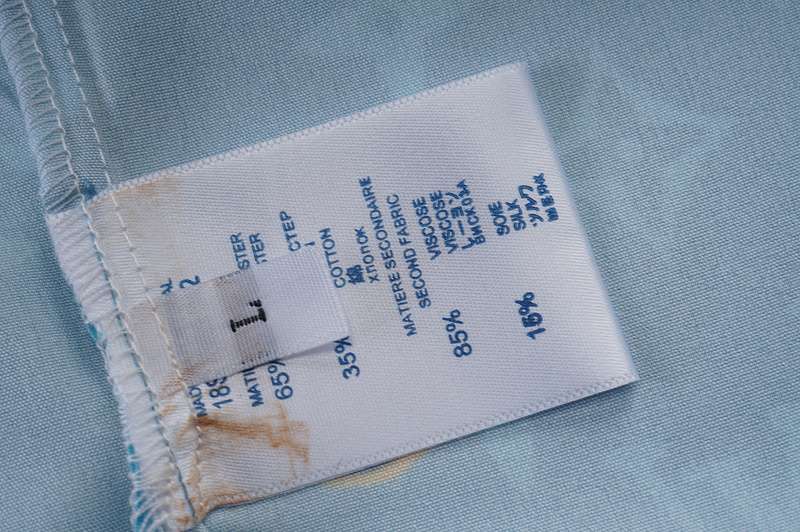 L
65%
35% COTTON
綿
ХЛОПОК
MATIERE SECONDAIRE
SECOND FABRIC
85% VISCOSE
VISCOSE
レーヨン
ВИСКОЗА
15% SOIE
SILK
シルク
ШЕЛК